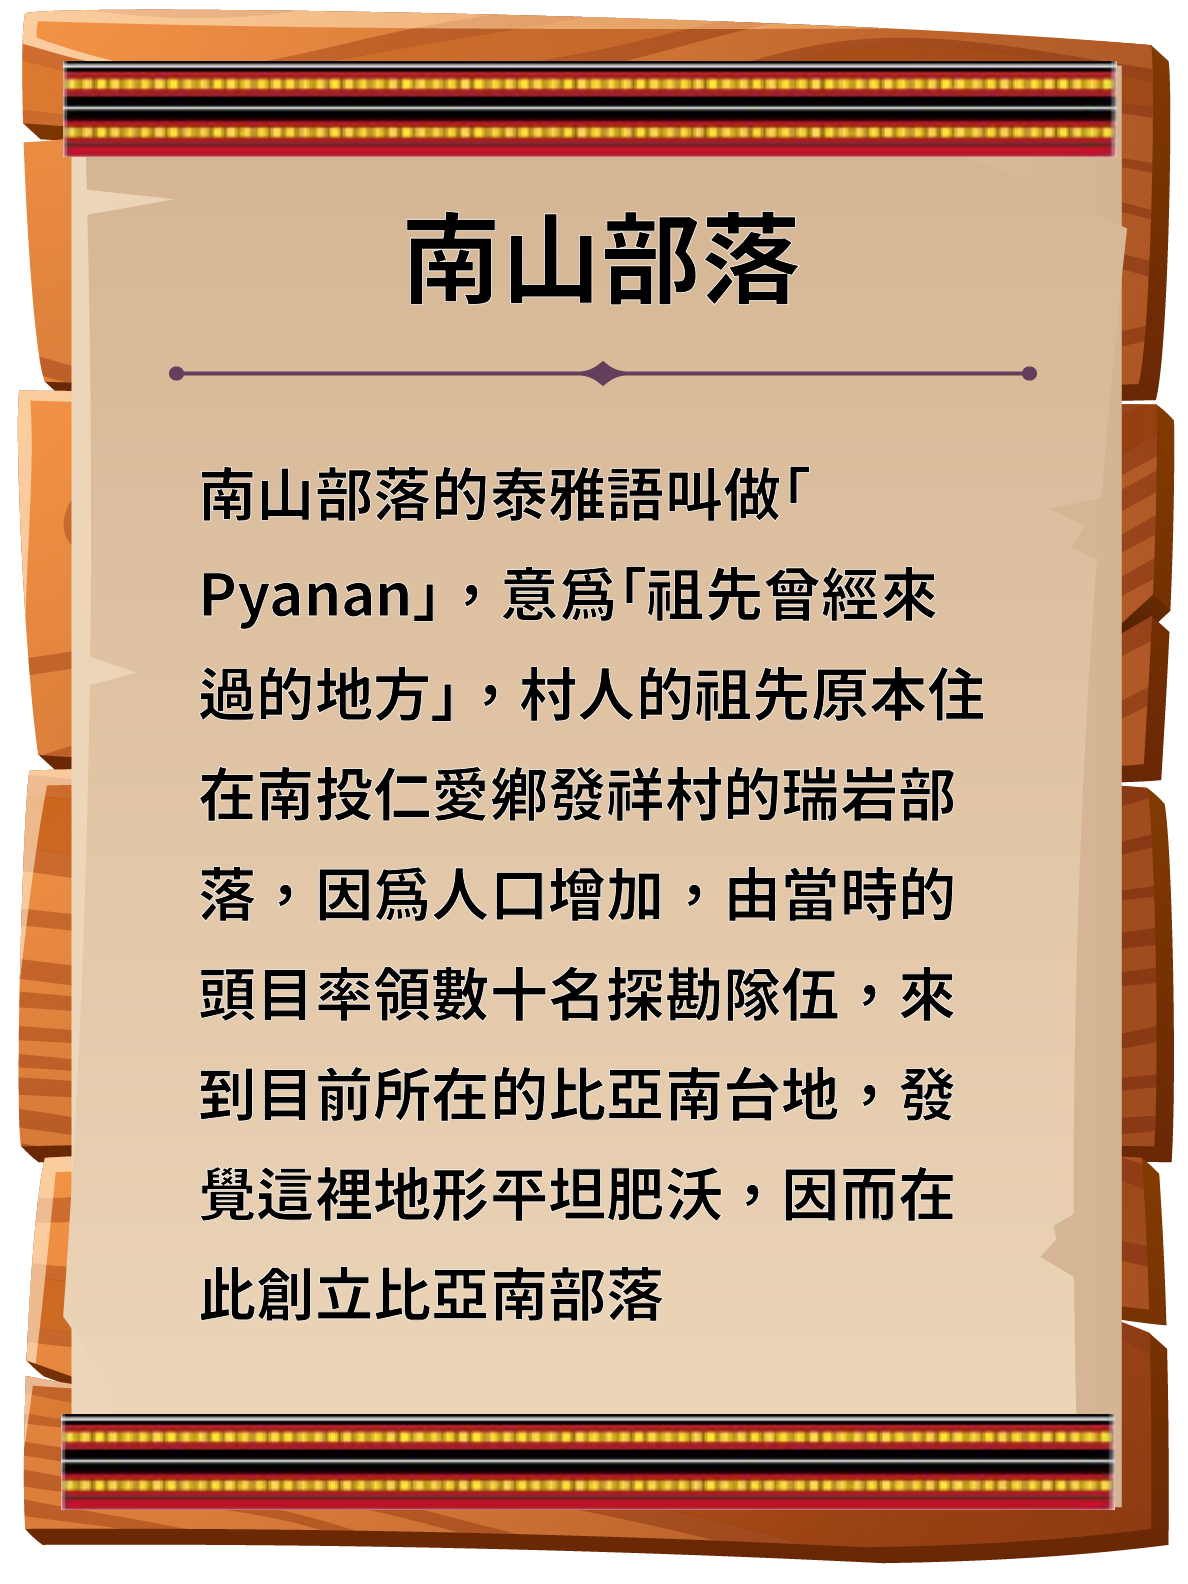 南山部落
南山部落的泰雅語叫做「
Pyanan」，意爲「祖先曾經來
過的地方」，村人的祖先原本住
在南投仁愛鄉發祥村的瑞岩部
落，因爲人口增加，由當時的
頭目率領數十名探勘隊伍，來
到目前所在的比亞南台地，發
覺這裡地形平坦肥沃，因而在
此創立比亞南部落